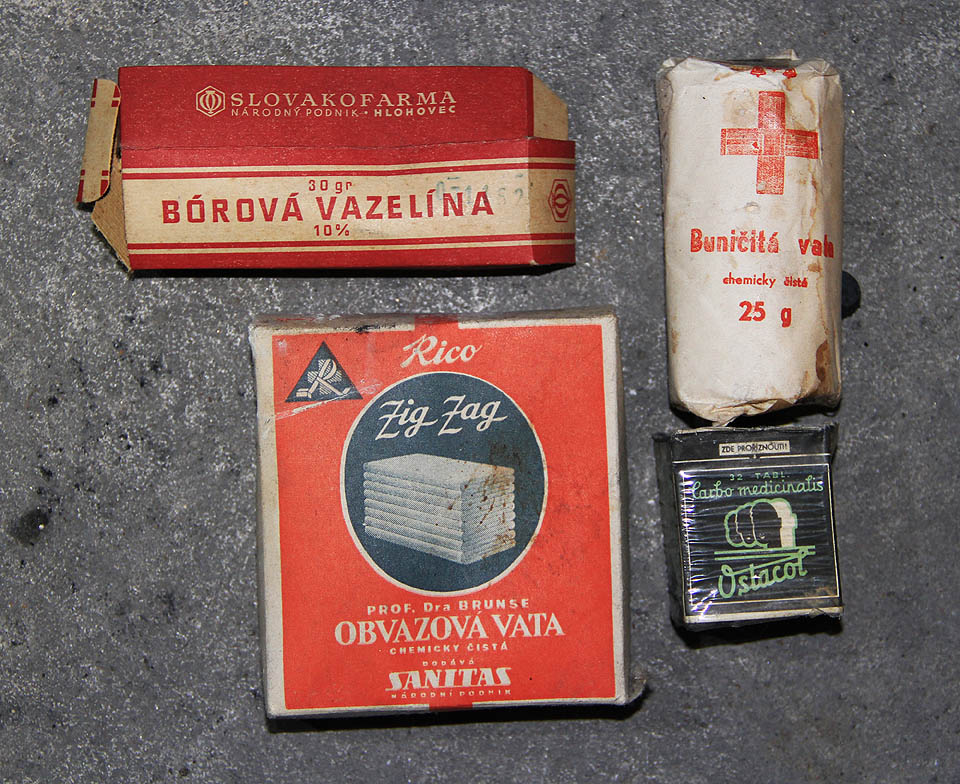 SLOVAKOFARMA
NÁRODNÝ PODNIK • HLOHOVEC
30 gr
BÓROVÁ VAZELÍNA
10%
Buničitá vata
chemicky čistá
25 g
Rico
Zig Zag
PROF. Dra BRUNSE
OBVAZOVÁ VATA
CHEMICKY ČISTÁ
DODÁVÁ
SANITAS
NÁRODNÍ PODNIK
ZDE PROŘÍZNOUTI!
32 TABL.
Carbo medicinalis
Ostacol